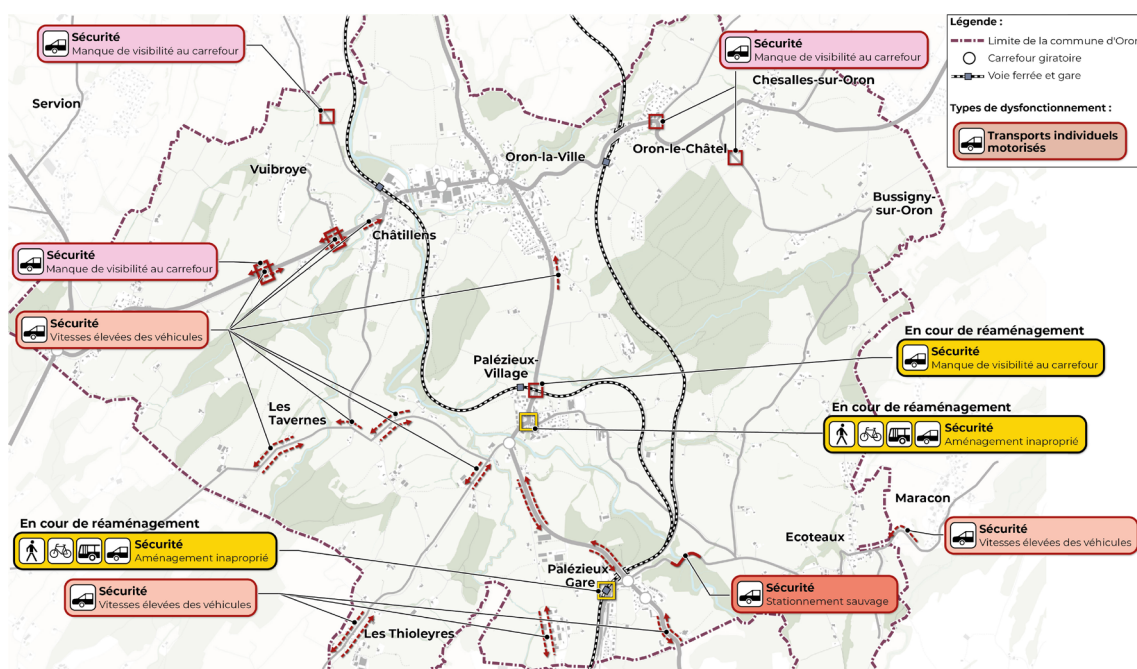 Sécurité
Manque de visibilité au carrefour
Sécurité
Manque de visibilité au carrefour
Légende :
Limite de la commune d'Oron
Carrefour giratoire
Voie ferrée et gare
Types de dysfonctionnement :
Transports individuels
motorisés
Servion
Chesalles-sur-Oron
Oron-la-Ville
Oron-le-Châtel
Vuibroye
Bussigny-
sur-Oron
Châtillens
Sécurité
Manque de visibilité au carrefour
Sécurité
Vitesses élevées des véhicules
En cour de réaménagement
Sécurité
Manque de visibilité au carrefour
Palézieux-
Village
Les
Tavernes
En cour de réaménagement
Sécurité
Aménagement inaproprié
Maracon
En cour de réaménagement
Sécurité
Aménagement inaproprié
Ecoteaux
Sécurité
Vitesses élevées des véhicules
Palézieux
Gare
Sécurité
Vitesses élevées des véhicules
Sécurité
Stationnement sauvage
Les Thioleyres